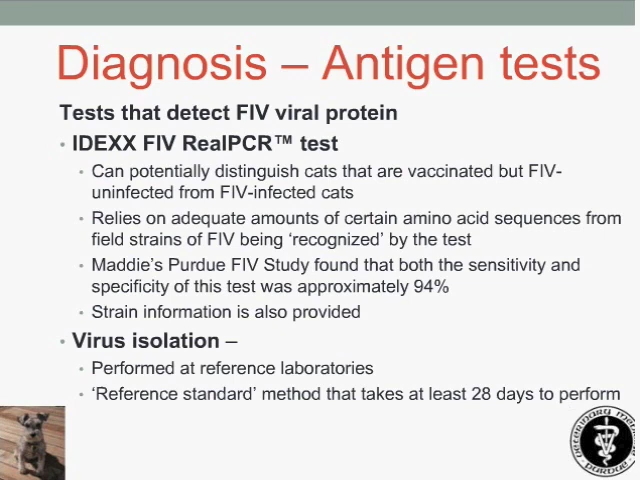 Diagnosis – Antigen tests
Tests that detect FIV viral protein
• IDEXX FIV RealPCR™ test
• Can potentially distinguish cats that are vaccinated but FIV-
uninfected from FIV-infected cats
• Relies on adequate amounts of certain amino acid sequences from
field strains of FIV being ‘recognized’ by the test
• Maddie’s Purdue FIV Study found that both the sensitivity and
specificity of this test was approximately 94%
• Strain information is also provided
• Virus isolation –
• Performed at reference laboratories
• ‘Reference standard’ method that takes at least 28 days to perform
VETERINARY
PURDUE